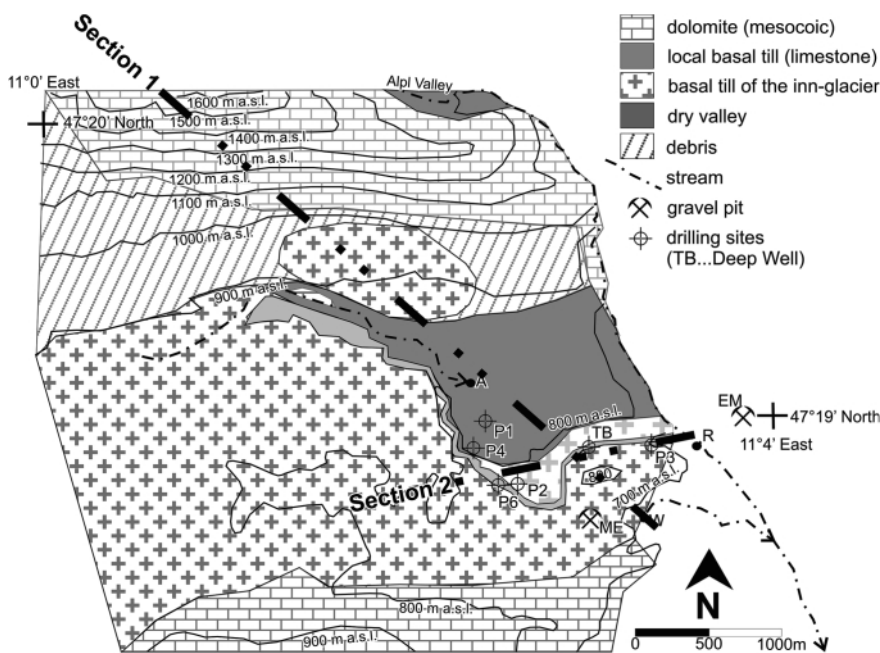 Section 1
11°0' East
47°20' North
Alpl Valley
1600 m a.s.l.
1500 m a.s.l.
1400 m a.s.l.
1300 m a.s.l.
1200 m a.s.l.
1100 m a.s.l.
1000 m a.s.l.
900 m a.s.l.
dolomite (mesocoic)
local basal till (limestone)
basal till of the inn-glacier
dry valley
debris
stream
gravel pit
drilling sites
(TB...Deep Well)
A
800 m a.s.l.
P1
P4
TB
P3
R
EM
47°19' North
11°4' East
Section 2
P6
P2
800
700 m a.s.l.
ME
W
800 m a.s.l.
900 m a.s.l.
N
0 500 1000m